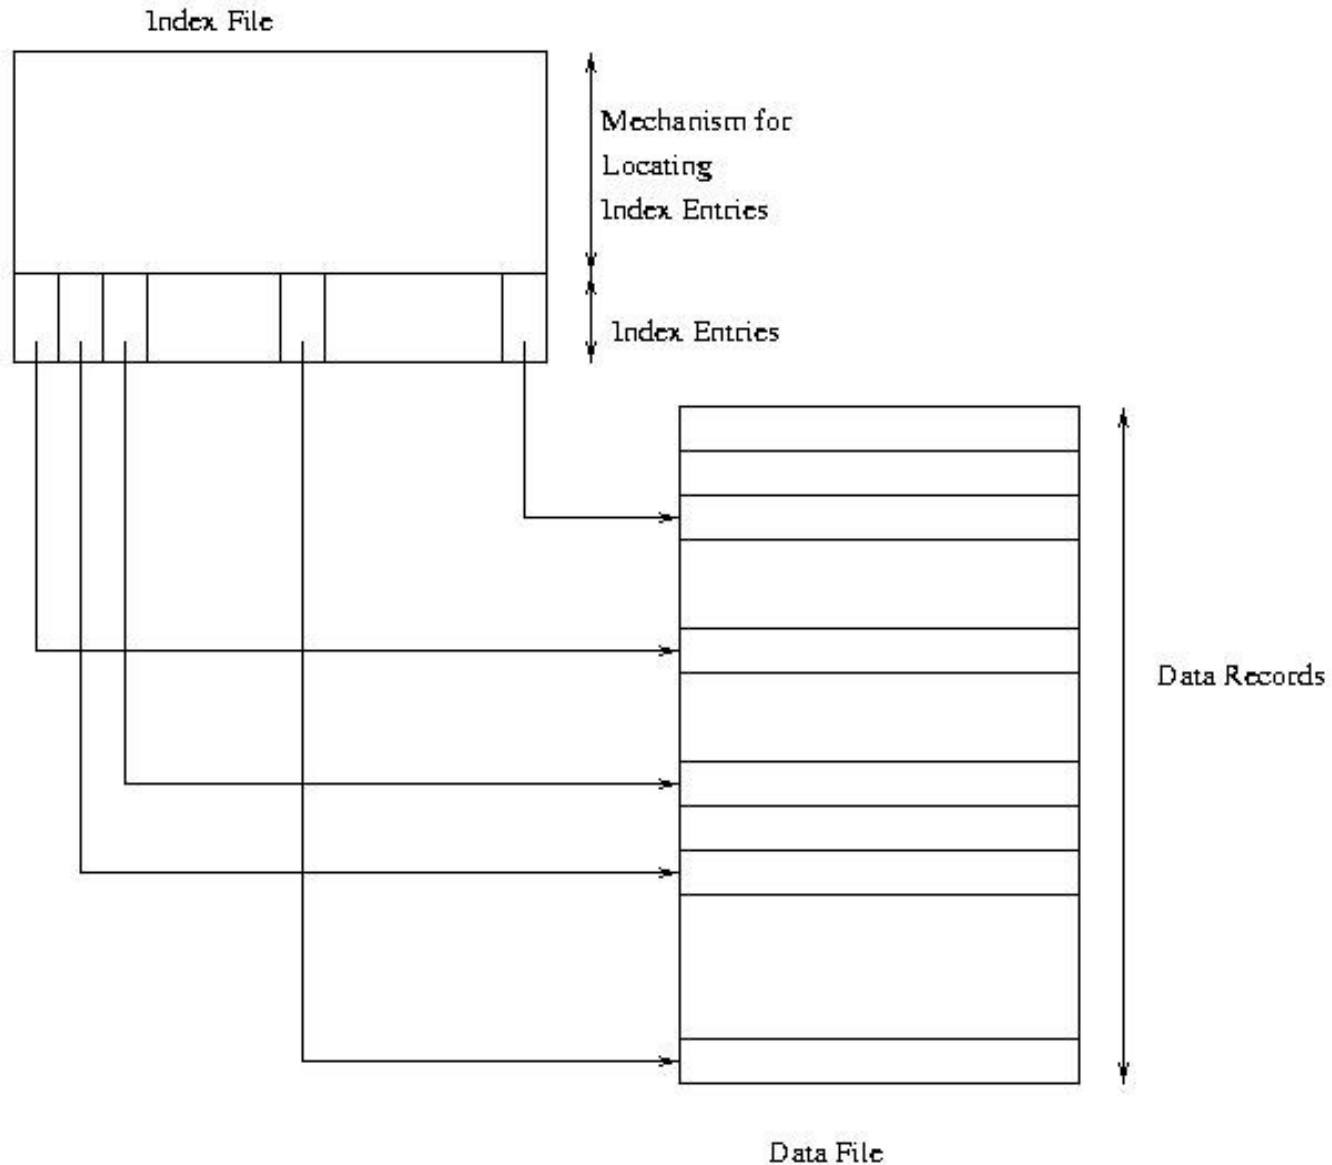 Index File
Mechanism for
Locating
Index Entries
Index Entries
Data Records
Data File